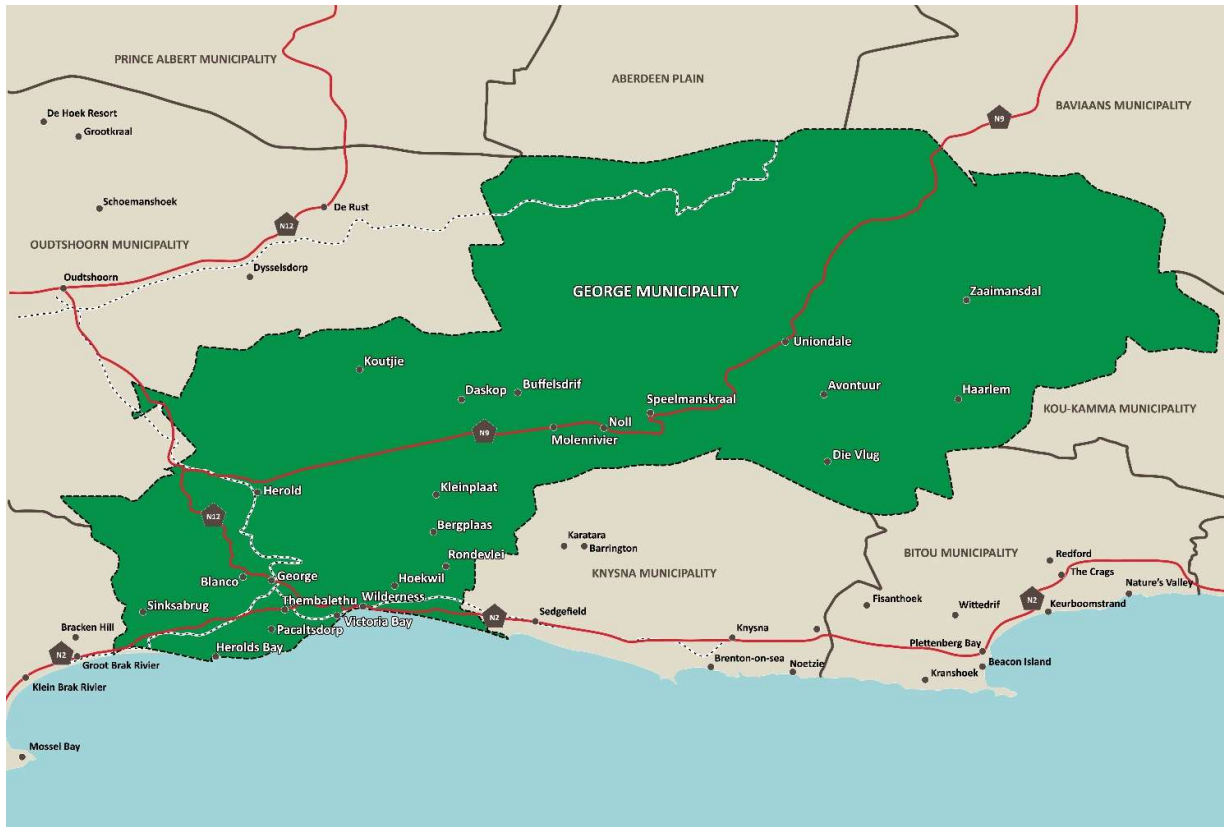 PRINCE ALBERT MUNICIPALITY
ABERDEEN PLAIN
BAVIAANS MUNICIPALITY
N9
De Hoek Resort
Grootkraal
Schoemanshoek
De Rust
N12
OUDTSHOORN MUNICIPALITY
Dysselsdorp
Oudtshoorn
GEORGE MUNICIPALITY
Zaaimansdal
Uniondale
Koutjie
Daskop
Buffelsdrif
Avontuur
Haarlem
Speelmanskraal
KOU-KAMMA MUNICIPALITY
Noll
N9
Molenrivier
Die Vlug
Herold
Kleinplaat
N12
Bergplaas
Karatara
Barrington
Rondevlei
KNYSNA MUNICIPALITY
BITOU MUNICIPALITY
Redford
The Crags
Nature's Valley
Blanco
George
Hoekwil
Wilderness
Sinksabrug
Thembalethu
Victoria Bay
N2
Sedgefield
Fisanthoek
Wittedrif
N2
Keurboomstrand
Bracken Hill
Pacaltsdorp
Knysna
Plettenberg Bay
Herolds Bay
N2
Groot Brak Rivier
Brenton-on-sea
Noetzie
Beacon Island
Kranshoek
Klein Brak Rivier
Mossel Bay